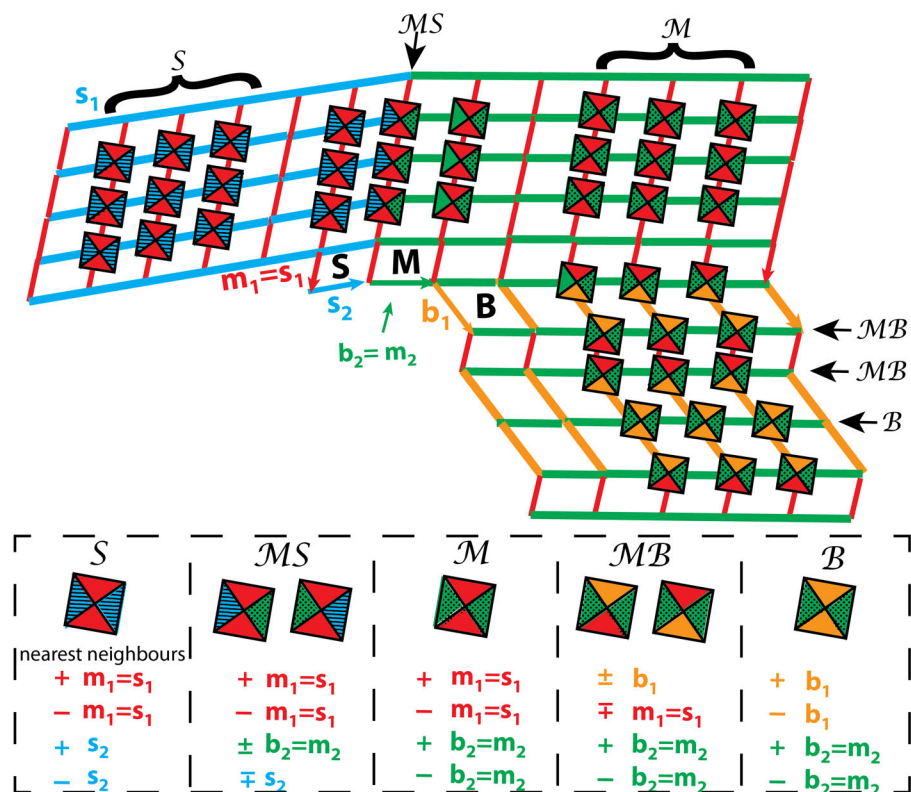 MS
M
S
s₁
m₁=s₁
S
M
s₂
b₁
B
b₂= m₂
MB
MB
B
S MS M MB B
nearest neighbours
+ m₁=s₁ + m₁=s₁ + m₁=s₁ ± b₁ + b₁
− m₁=s₁ − m₁=s₁ − m₁=s₁ ∓ m₁=s₁ − b₁
+ s₂ ± b₂=m₂ + b₂=m₂ + b₂=m₂ + b₂=m₂
− s₂ ∓ s₂ − b₂=m₂ − b₂=m₂ − b₂=m₂